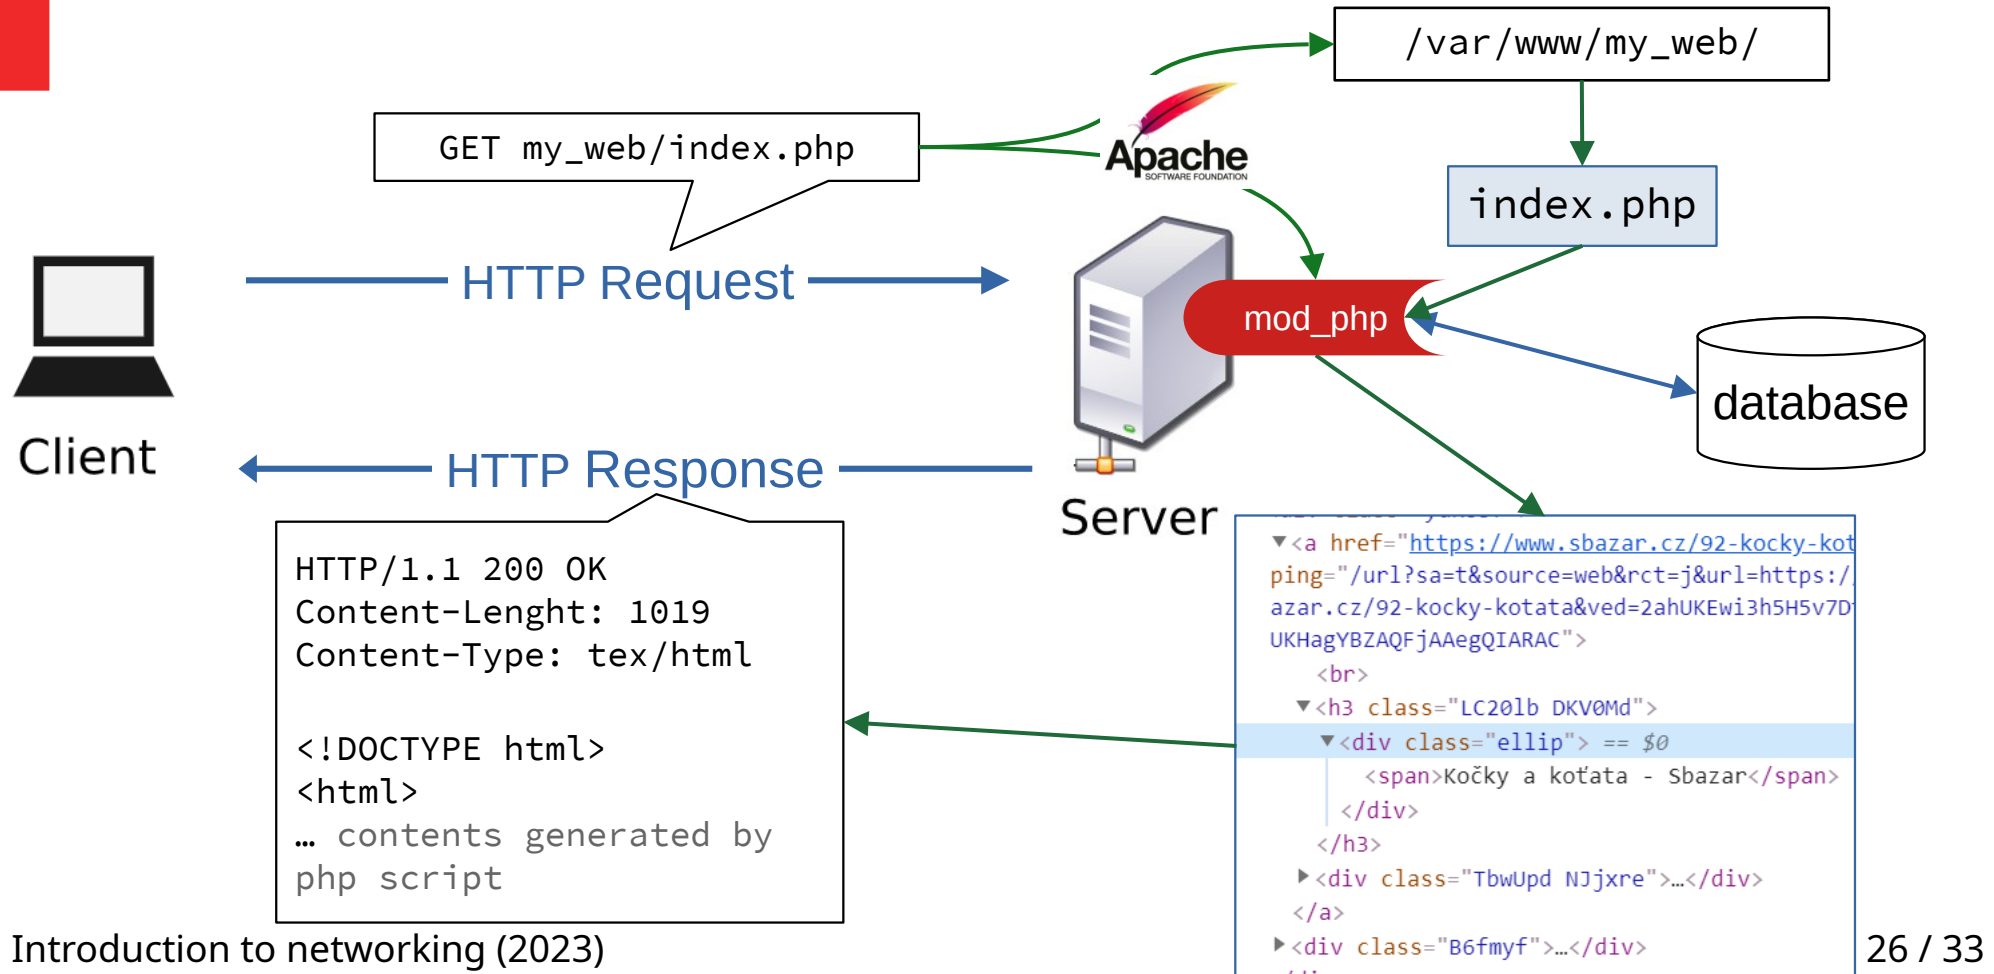 /var/www/my_web/
GET my_web/index.php
Apache
SOFTWARE FOUNDATION
index.php
HTTP Request
mod_php
database
Client
HTTP Response
Server
HTTP/1.1 200 OK
Content-Lenght: 1019
Content-Type: tex/html
<!DOCTYPE html>
<html>
… contents generated by
php script
▼<a href="https://www.sbazar.cz/92-kocky-kot
ping="/url?sa=t&source=web&rct=j&url=https:/
azar.cz/92-kocky-kotata&ved=2ahUKEwi3h5H5v7D
UKHagYBZAQFjAAegQIARAC">
<br>
▼<h3 class="LC20lb DKV0Md">
▼<div class="ellip"> == $0
<span>Kočky a koťata - Sbazar</span>
</div>
</h3>
▶<div class="TbwUpd NJjxre">…</div>
</a>
▶<div class="B6fmyf">…</div>
Introduction to networking (2023)
26 / 33